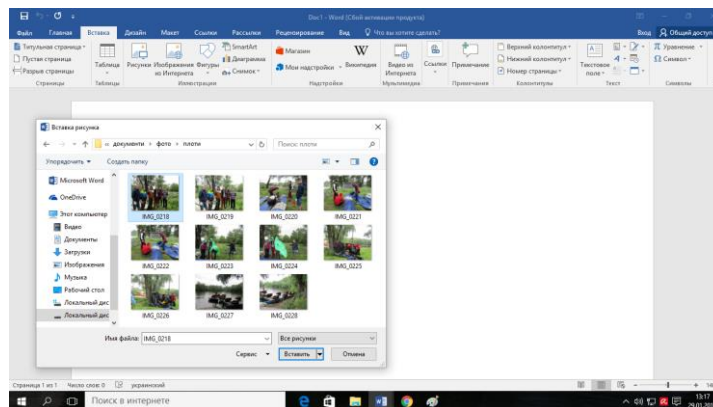 Doc1 - Word (Сбой активации продукта)
Файл Главная Вставка Дизайн Макет Ссылки Рассылки Рецензирование Вид Что вы хотите сделать? Вход Общий доступ
Титульная страница
Пустая страница
Разрыв страницы
Страницы
Таблица
Таблицы
Рисунки Изображения из Интернета Фигуры
SmartArt
Диаграмма
Снимок
Иллюстрации
Магазин
Мои надстройки
Википедия
Надстройки
Видео из Интернета
Мультимедиа
Ссылки
Примечание
Примечания
Верхний колонтитул
Нижний колонтитул
Номер страницы
Колонтитулы
Текстовое поле
Текст
Уравнение
Символ
Символы
Вставка рисунка
« документи › фото › плоти
Поиск: плоти
Упорядочить Создать папку
Microsoft Word
OneDrive
Этот компьютер
Видео
Документы
Загрузки
Изображения
Музыка
Рабочий стол
Локальный дис
Локальный дис
IMG_0218 IMG_0219 IMG_0220 IMG_0221
IMG_0222 IMG_0223 IMG_0224 IMG_0225
IMG_0226 IMG_0227 IMG_0228
Имя файла: IMG_0218 Все рисунки
Сервис Вставить Отмена
Страница 1 из 1 Число слов: 0 украинский
Поиск в интернете
13:17